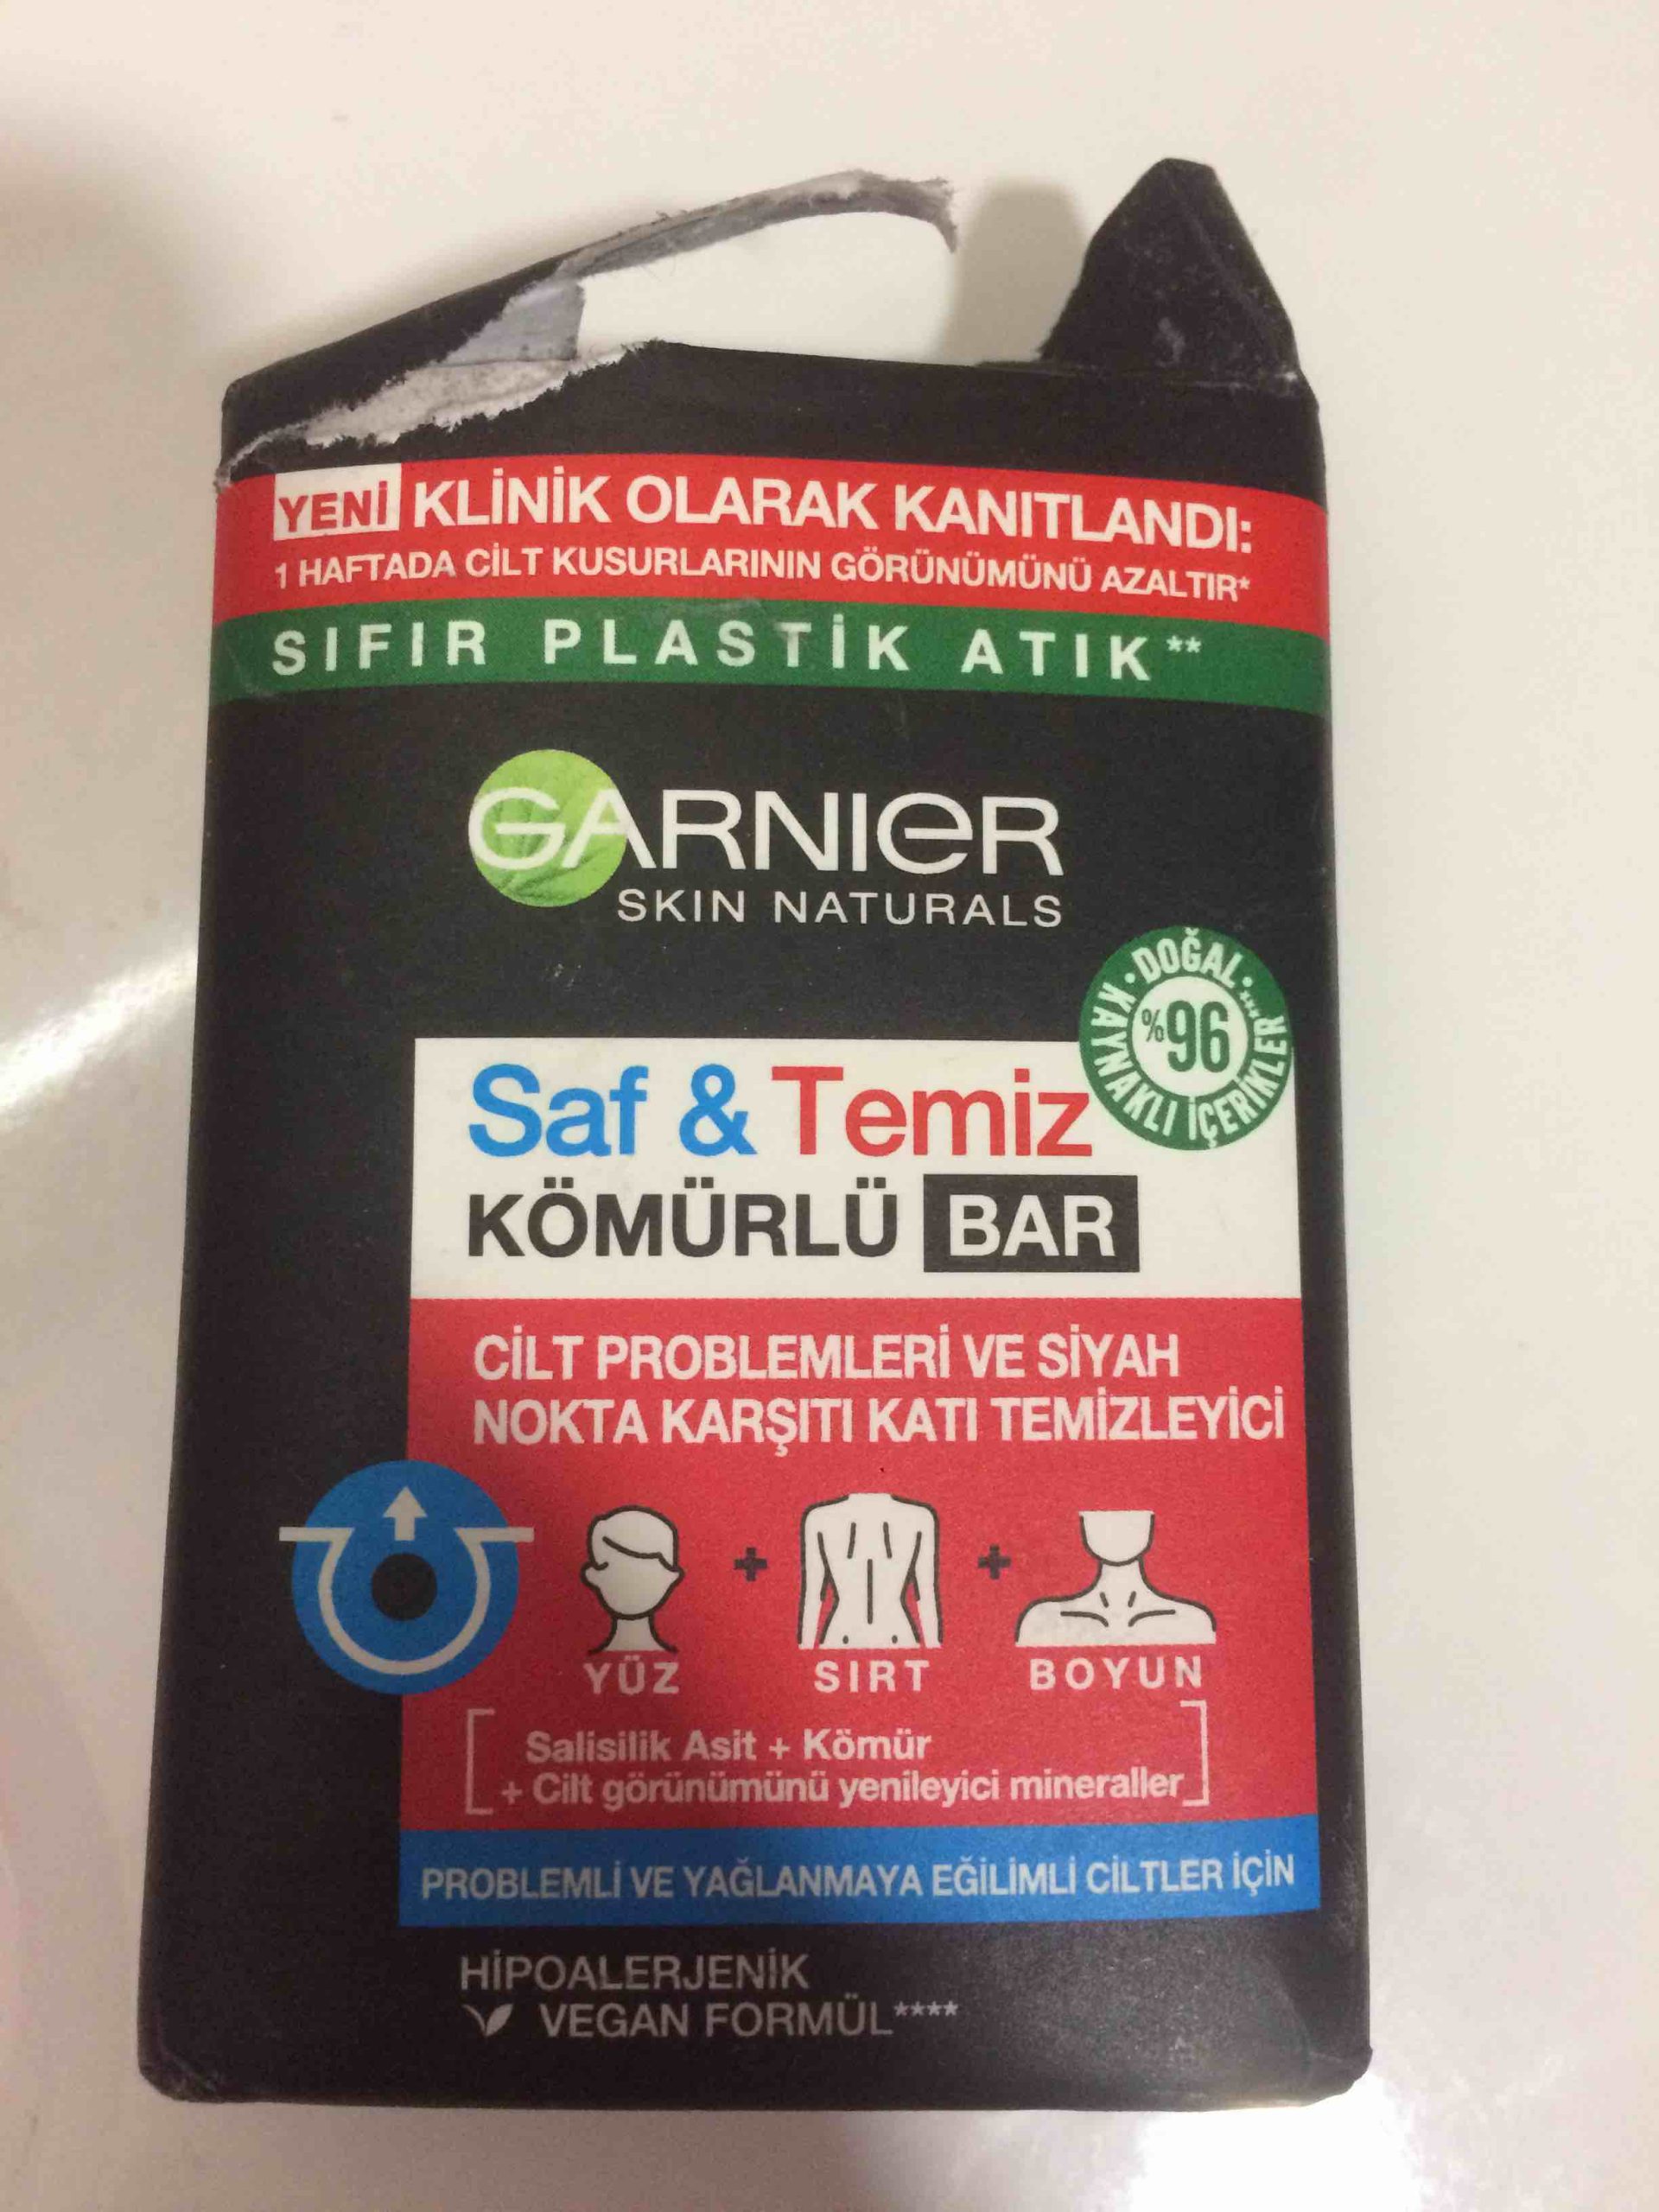 YENİ KLİNİK OLARAK KANITLANDI:
1 HAFTADA CİLT KUSURLARININ GÖRÜNÜMÜNÜ AZALTIR*
SIFIR PLASTİK ATIK**
GARNIER
SKIN NATURALS
%96 DOĞAL KAYNAKLI İÇERİKLER***
Saf & Temiz
KÖMÜRLÜ BAR
CİLT PROBLEMLERİ VE SİYAH
NOKTA KARŞITI KATI TEMİZLEYİCİ
YÜZ + SIRT + BOYUN
[Salisilik Asit + Kömür
+ Cilt görünümünü yenileyici mineraller]
PROBLEMLİ VE YAĞLANMAYA EĞİLİMLİ CİLTLER İÇİN
HİPOALERJENİK
VEGAN FORMÜL****